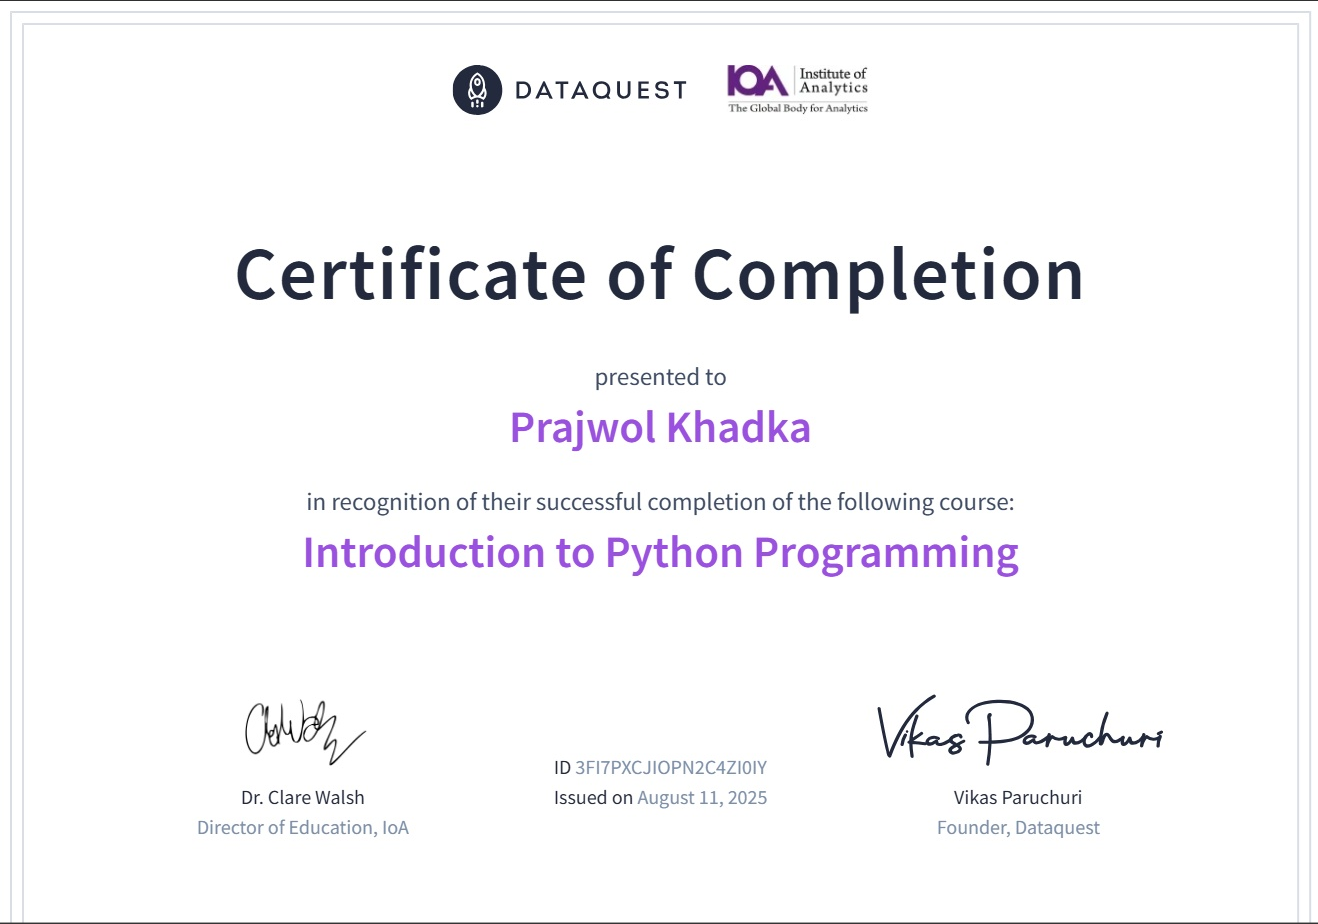 DATAQUEST
IOA Institute of Analytics
The Global Body for Analytics
Certificate of Completion
presented to
Prajwol Khadka
in recognition of their successful completion of the following course:
Introduction to Python Programming
Vikas Paruchuri
ID 3FI7PXCJIOPN2C4ZI0IY
Issued on August 11, 2025
Dr. Clare Walsh
Director of Education, IoA
Vikas Paruchuri
Founder, Dataquest